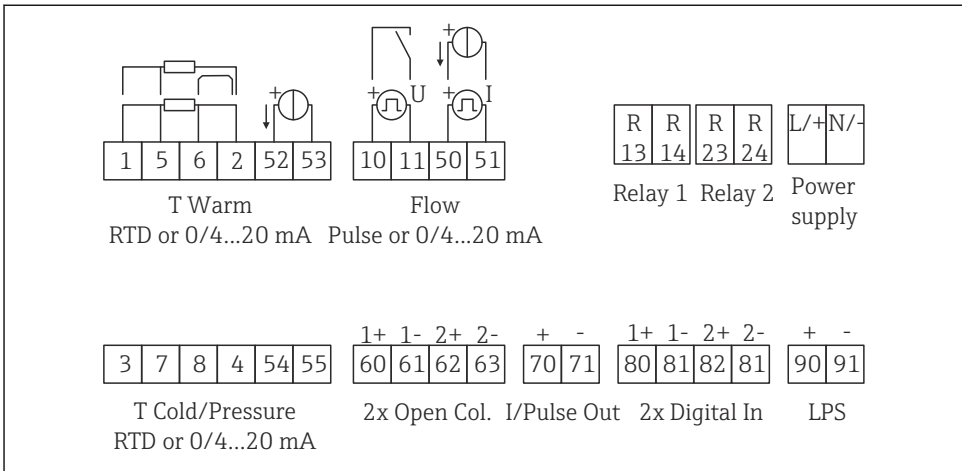 + U + I
+ +
1 5 6 2 52 53
10 11 50 51
R 13 R 14 R 23 R 24
L/+ N/-
T Warm
RTD or 0/4...20 mA
Flow
Pulse or 0/4...20 mA
Relay 1 Relay 2
Power
supply
3 7 8 4 54 55
T Cold/Pressure
RTD or 0/4...20 mA
1+ 1- 2+ 2-
60 61 62 63
2x Open Col.
+ -
70 71
I/Pulse Out
1+ 1- 2+ 2-
80 81 82 81
2x Digital In
+ -
90 91
LPS